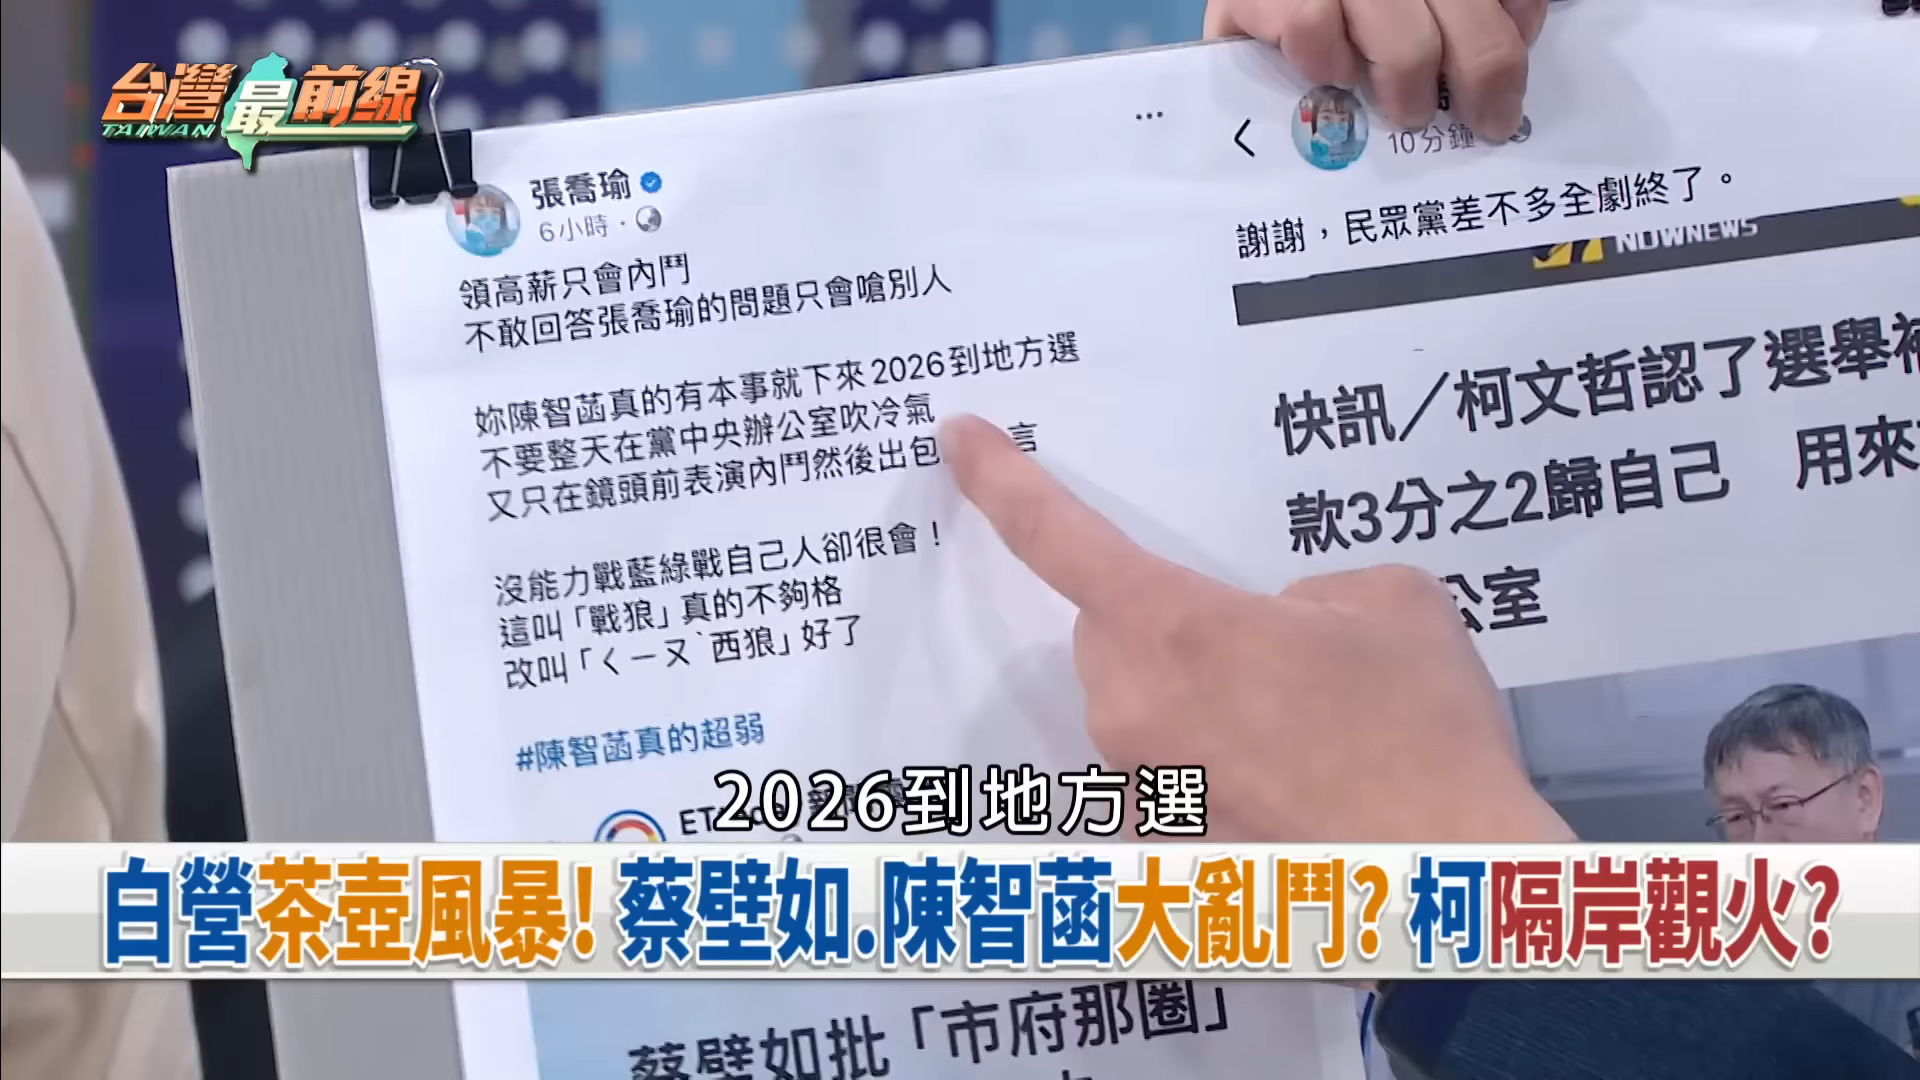 台灣最前線
TAIWAN
張喬瑜
6小時·
領高薪只會內鬥
不敢回答張喬瑜的問題只會嗆別人
妳陳智菡真的有本事就下來2026到地方選
不要整天在黨中央辦公室吹冷氣
又只在鏡頭前表演內鬥然後出包 言
沒能力戰藍綠戰自己人卻很會！
這叫「戰狼」真的不夠格
改叫「ㄑㄧㄡˋ西狼」好了
#陳智菡真的超弱
10分鐘
謝謝，民眾黨差不多全劇終了。
NOWNEWS
快訊／柯文哲認了選舉補
款3分之2歸自己 用來
公室
2026到地方選
白營茶壺風暴! 蔡壁如.陳智菡大亂鬥? 柯隔岸觀火?
蔡壁如批「市府那圈」